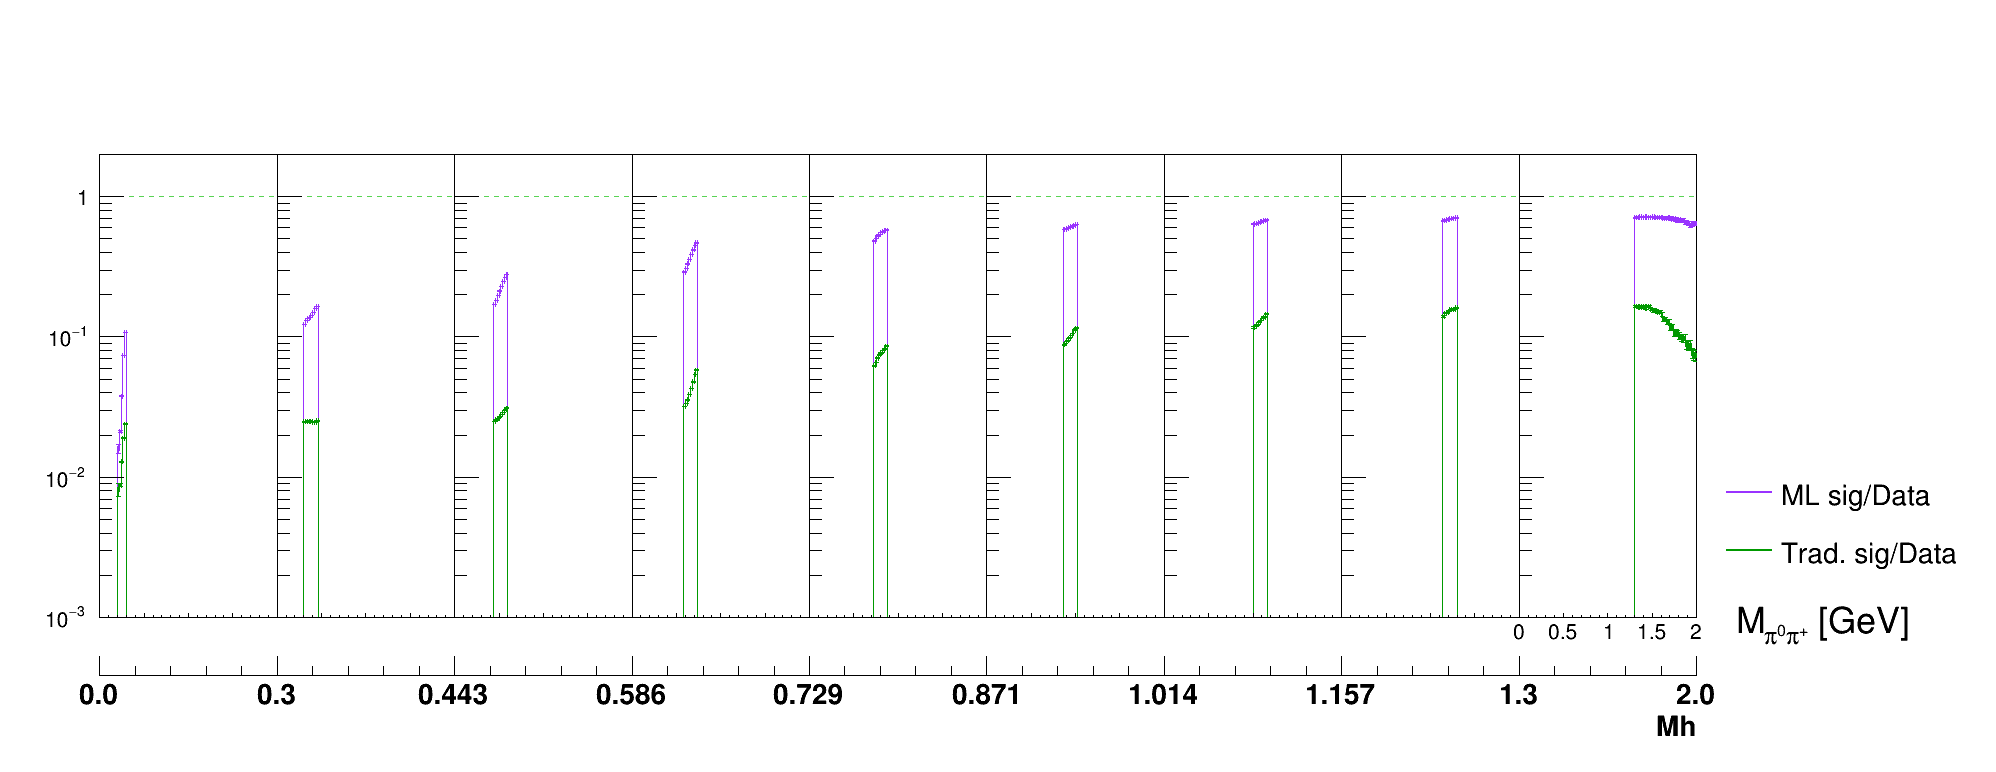 1
10−1
10−2
10−3
ML sig/Data
Trad. sig/Data
0 0.5 1 1.5 2
Mπ0π+ [GeV]
0.0 0.3 0.443 0.586 0.729 0.871 1.014 1.157 1.3 2.0
Mh